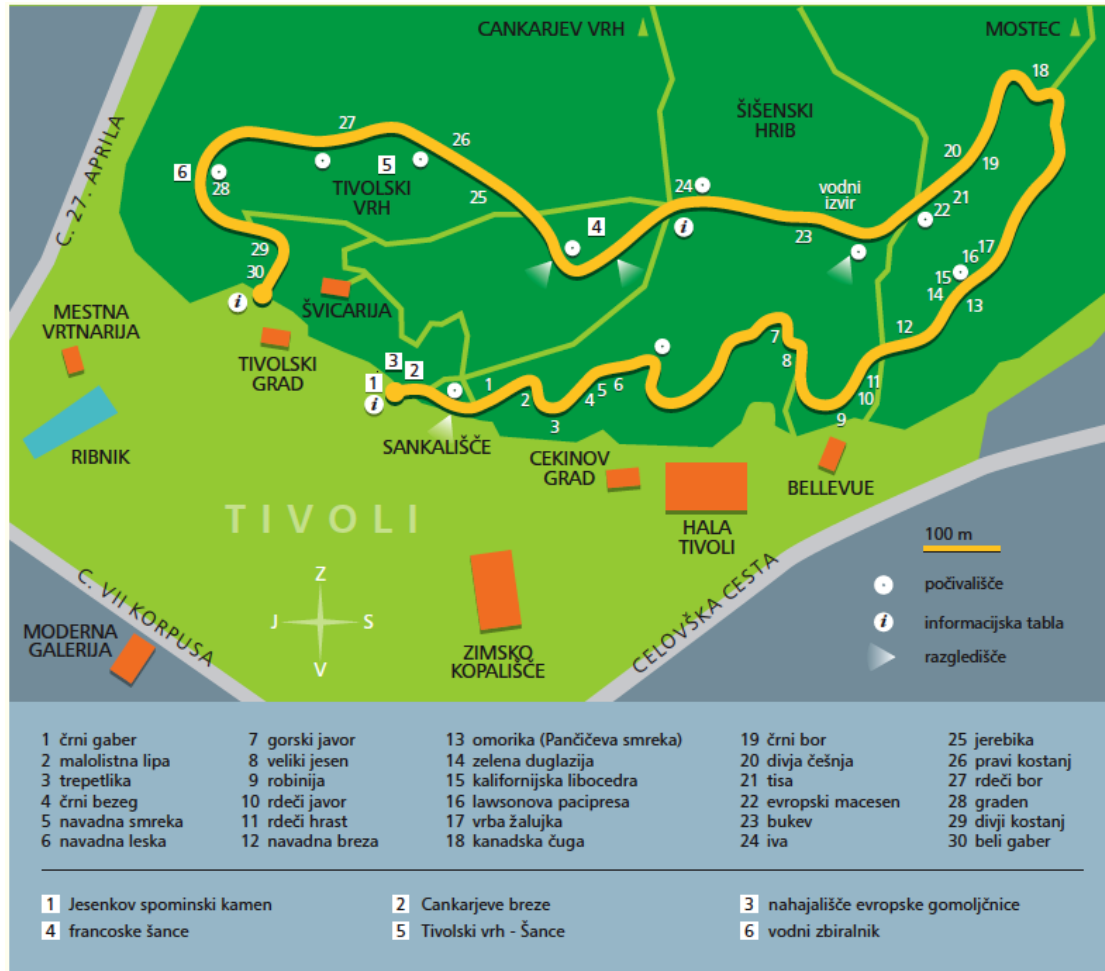 CANKARJEV VRH
MOSTEC
18
ŠIŠENSKI
HRIB
C. 27. APRILA
27
26
20
19
6
5
28
TIVOLSKI
VRH
25
24
vodni
izvir
22
21
4
i
23
29
30
17
16
15
i
ŠVICARIJA
14
13
MESTNA
VRTNARIJA
TIVOLSKI
GRAD
7
12
3
2
8
1
1
5
6
11
i
2
4
10
3
9
SANKALIŠČE
CEKINOV
GRAD
BELLEVUE
RIBNIK
TIVOLI
HALA
TIVOLI
100 m
počivališče
i
informacijska tabla
razgledišče
Z
J
S
V
C. VII KORPUSA
CELOVŠKA CESTA
MODERNA
GALERIJA
ZIMSKO
KOPALIŠČE
1 črni gaber
2 malolistna lipa
3 trepetlika
4 črni bezeg
5 navadna smreka
6 navadna leska
7 gorski javor
8 veliki jesen
9 robinija
10 rdeči javor
11 rdeči hrast
12 navadna breza
13 omorika (Pančičeva smreka)
14 zelena duglazija
15 kalifornijska libocedra
16 lawsonova pacipresa
17 vrba žalujka
18 kanadska čuga
19 črni bor
20 divja češnja
21 tisa
22 evropski macesen
23 bukev
24 iva
25 jerebika
26 pravi kostanj
27 rdeči bor
28 graden
29 divji kostanj
30 beli gaber
1 Jesenkov spominski kamen
2 Cankarjeve breze
3 nahajališče evropske gomoljčnice
4 francoske šance
5 Tivolski vrh - Šance
6 vodni zbiralnik